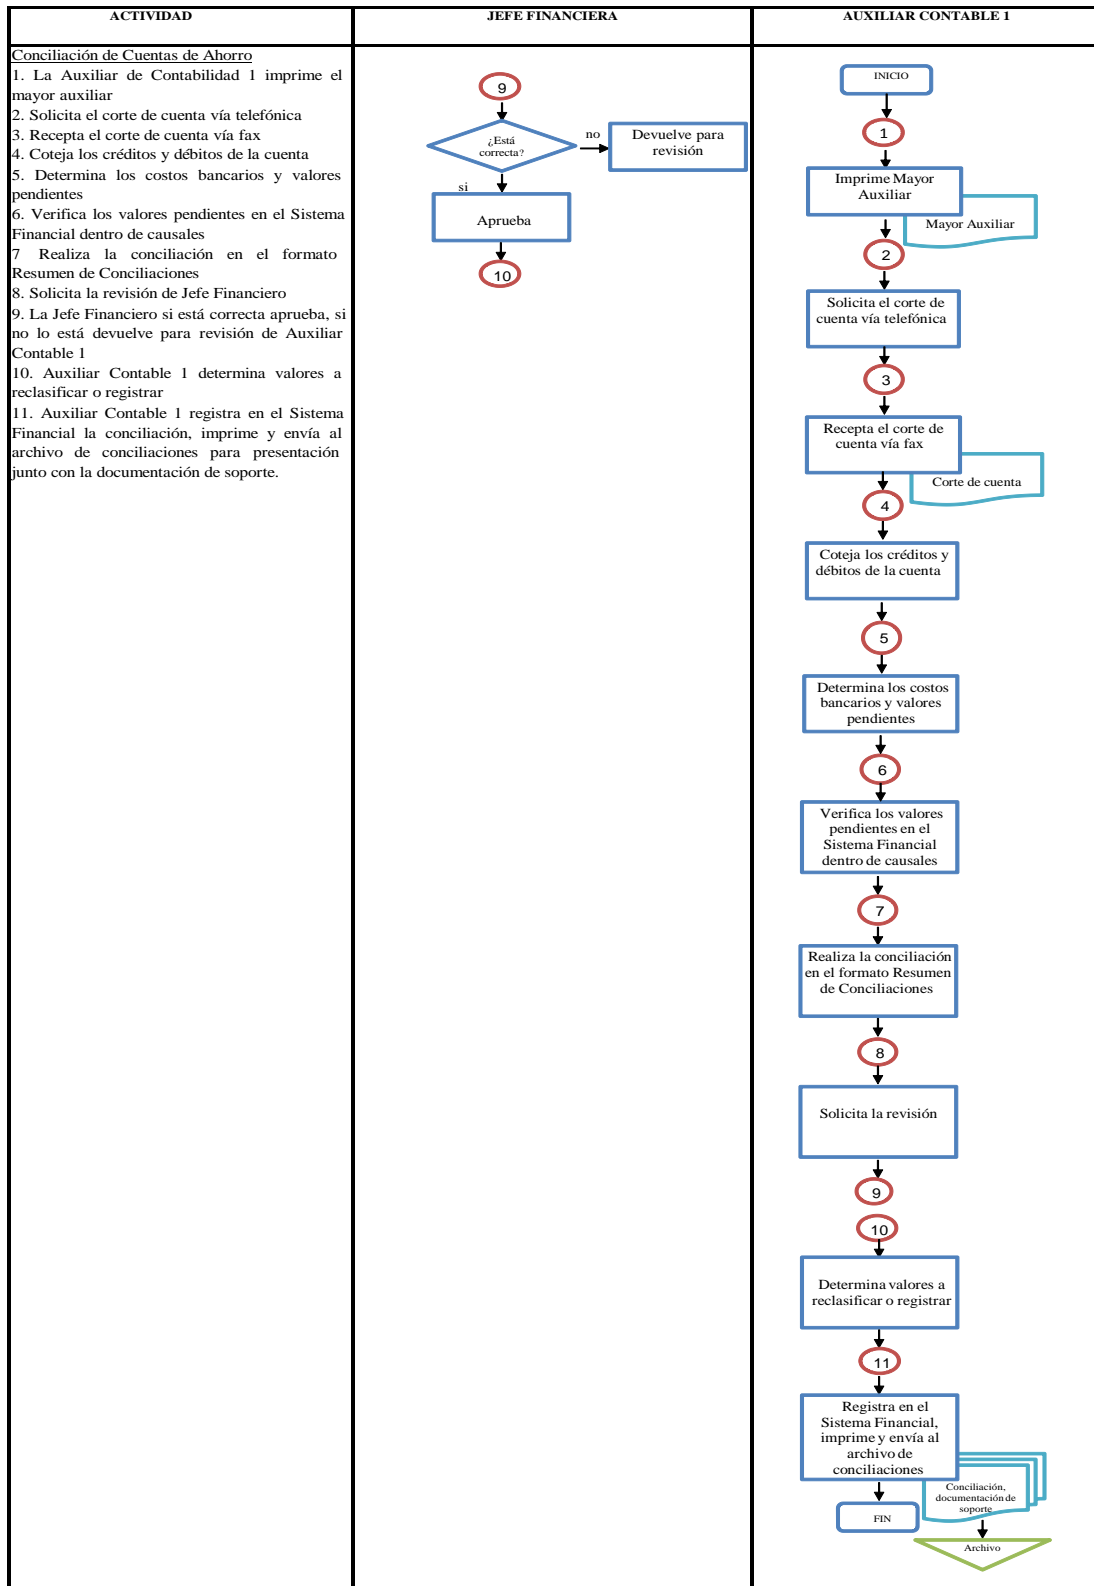 ACTIVIDAD
JEFE FINANCIERA
AUXILIAR CONTABLE 1
Conciliación de Cuentas de Ahorro
1. La Auxiliar de Contabilidad 1 imprime el
mayor auxiliar
2. Solicita el corte de cuenta vía telefónica
3. Recepta el corte de cuenta vía fax
4. Coteja los créditos y débitos de la cuenta
5. Determina los costos bancarios y valores
pendientes
6. Verifica los valores pendientes en el Sistema
Financial dentro de causales
7 Realiza la conciliación en el formato
Resumen de Conciliaciones
8. Solicita la revisión de Jefe Financiero
9. La Jefe Financiero si está correcta aprueba, si
no lo está devuelve para revisión de Auxiliar
Contable 1
10. Auxiliar Contable 1 determina valores a
reclasificar o registrar
11. Auxiliar Contable 1 registra en el Sistema
Financial la conciliación, imprime y envía al
archivo de conciliaciones para presentación
junto con la documentación de soporte.
9
¿Está
correcta?
no
Devuelve para
revisión
si
Aprueba
10
INICIO
1
Imprime Mayor
Auxiliar
Mayor Auxiliar
2
Solicita el corte de
cuenta vía telefónica
3
Recepta el corte de
cuenta vía fax
Corte de cuenta
4
Coteja los créditos y
débitos de la cuenta
5
Determina los costos
bancarios y valores
pendientes
6
Verifica los valores
pendientes en el
Sistema Financial
dentro de causales
7
Realiza la conciliación
en el formato Resumen
de Conciliaciones
8
Solicita la revisión
9
10
Determina valores a
reclasificar o registrar
11
Registra en el
Sistema Financial,
imprime y envía al
archivo de
conciliaciones
Conciliación,
documentación de
soporte
FIN
Archivo